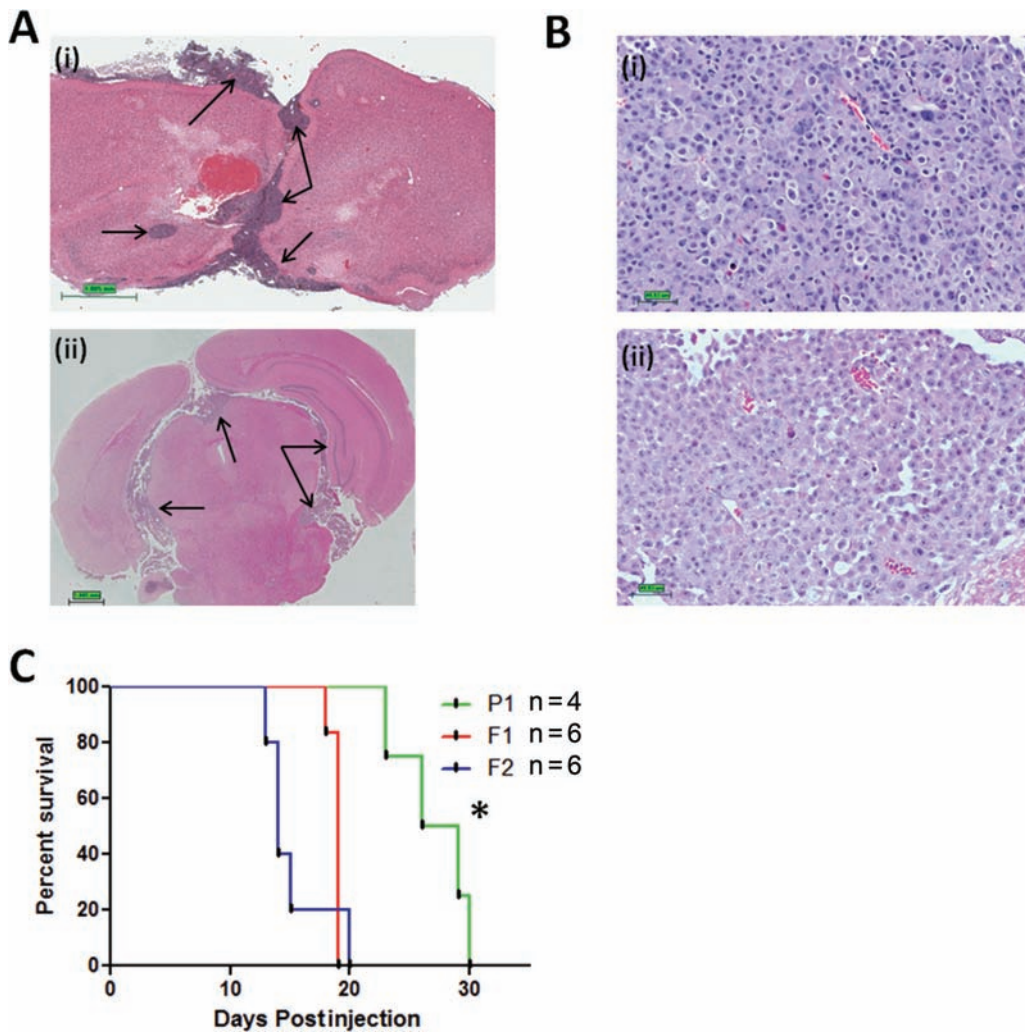 A
B
(i)
(i)
(ii)
(ii)
C
100
80
60
40
20
0
Percent survival
0
10
20
30
Days Postinjection
P1 n = 4
F1 n = 6
F2 n = 6
*